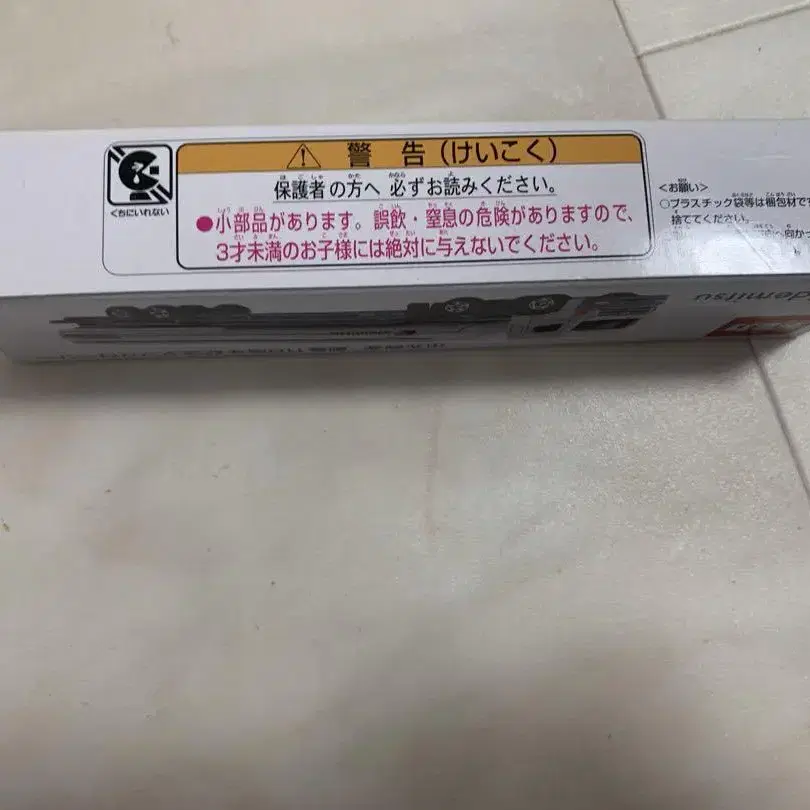 警告(けいこく)
保護者の方へ 必ずお読みください。
●小部品があります。誤飲・窒息の危険がありますので、
3才未満のお子様には絶対に与えないでください。
くちにいれない
<お願い>
○プラスチック袋等は梱包材で
捨ててください。
idemitsu